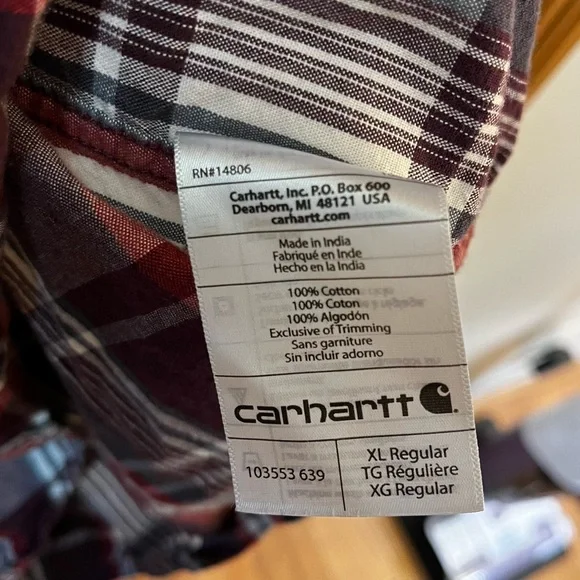 RN#14806
Carhartt, Inc. P.O. Box 600
Dearborn, MI 48121 USA
carhartt.com
Made in India
Fabriqué en Inde
Hecho en la India
100% Cotton
100% Coton
100% Algodón
Exclusive of Trimming
Sans garniture
Sin incluir adorno
carhartt
103553 639
XL Regular
TG Régulière
XG Regular